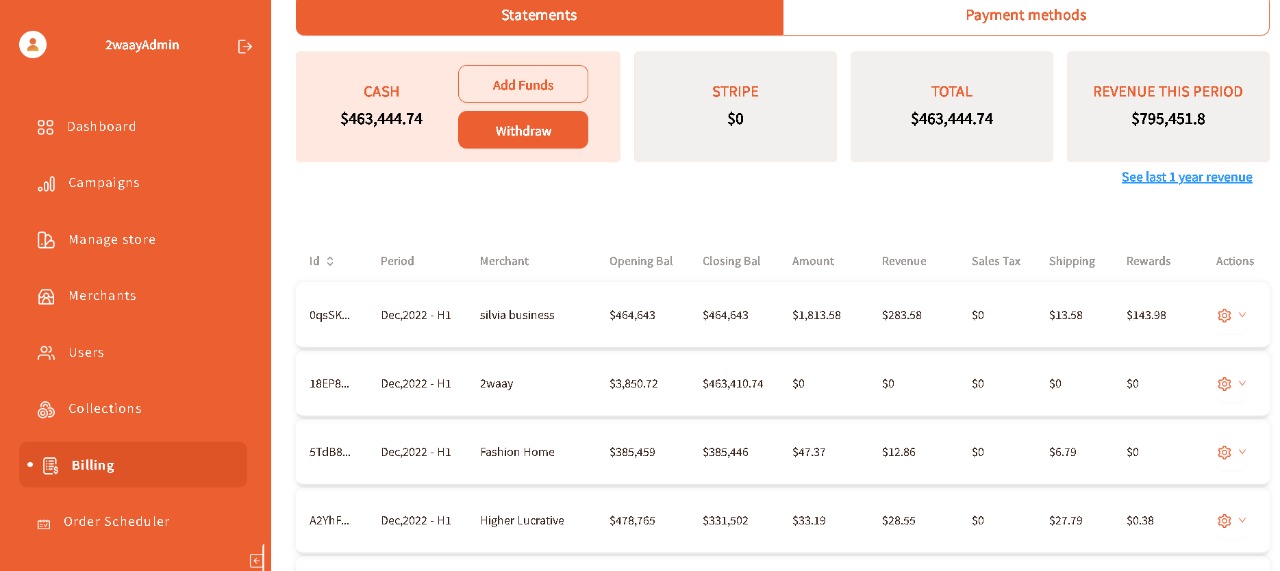 Statements Payment methods
2waayAdmin
Dashboard
Campaigns
Manage store
Merchants
Users
Collections
Billing
Order Scheduler
CASH
$463,444.74
Add Funds
Withdraw
STRIPE
$0
TOTAL
$463,444.74
REVENUE THIS PERIOD
$795,451.8
See last 1 year revenue
Id Period Merchant Opening Bal Closing Bal Amount Revenue Sales Tax Shipping Rewards Actions
0qsSK... Dec,2022 - H1 silvia business $464,643 $464,643 $1,813.58 $283.58 $0 $13.58 $143.98
18EP8... Dec,2022 - H1 2waay $3,850.72 $463,410.74 $0 $0 $0 $0 $0
5TdB8... Dec,2022 - H1 Fashion Home $385,459 $385,446 $47.37 $12.86 $0 $6.79 $0
A2YhF... Dec,2022 - H1 Higher Lucrative $478,765 $331,502 $33.19 $28.55 $0 $27.79 $0.38